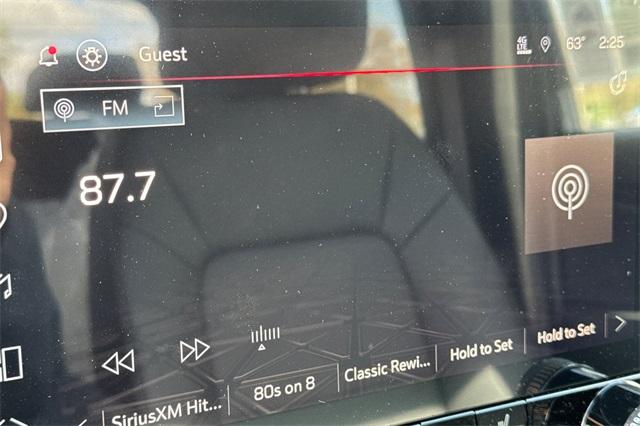 Guest
4G
LTE
63°
2:25
FM
87.7
SiriusXM Hit...
80s on 8
Classic Rewi...
Hold to Set
Hold to Set